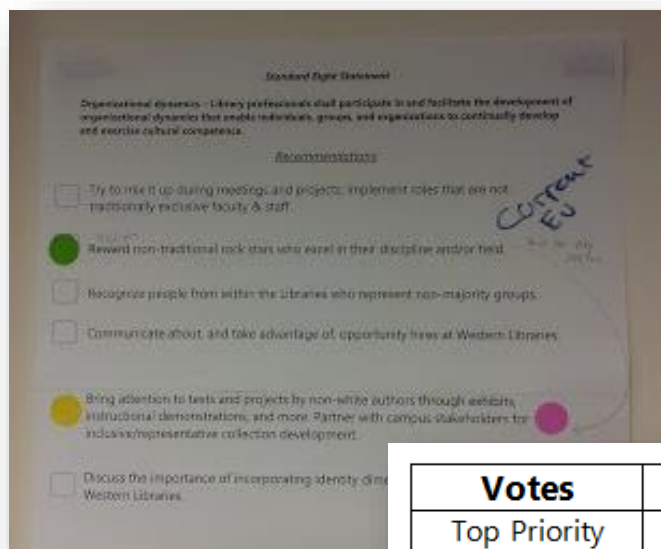 Standard Eight Statement
Organizational dynamics - Library professionals shall participate in and facilitate the development of
organizational dynamics that enable individuals, groups, and organizations to continually develop
and exercise cultural competence.
Recommendations
Try to mix it up during meetings and projects; implement roles that are not
traditionally exclusive faculty & staff.
Current
EU
Reward non-traditional rock stars who excel in their discipline and/or field.
Recognize people from within the Libraries who represent non-majority groups.
Communicate about, and take advantage of, opportunity hires at Western Libraries.
Bring attention to texts and projects by non-white authors through exhibits,
instructional demonstrations, and more. Partner with campus stakeholders for
inclusive/representative collection development.
Discuss the importance of incorporating identity dime
Western Libraries.
Votes
Top Priority